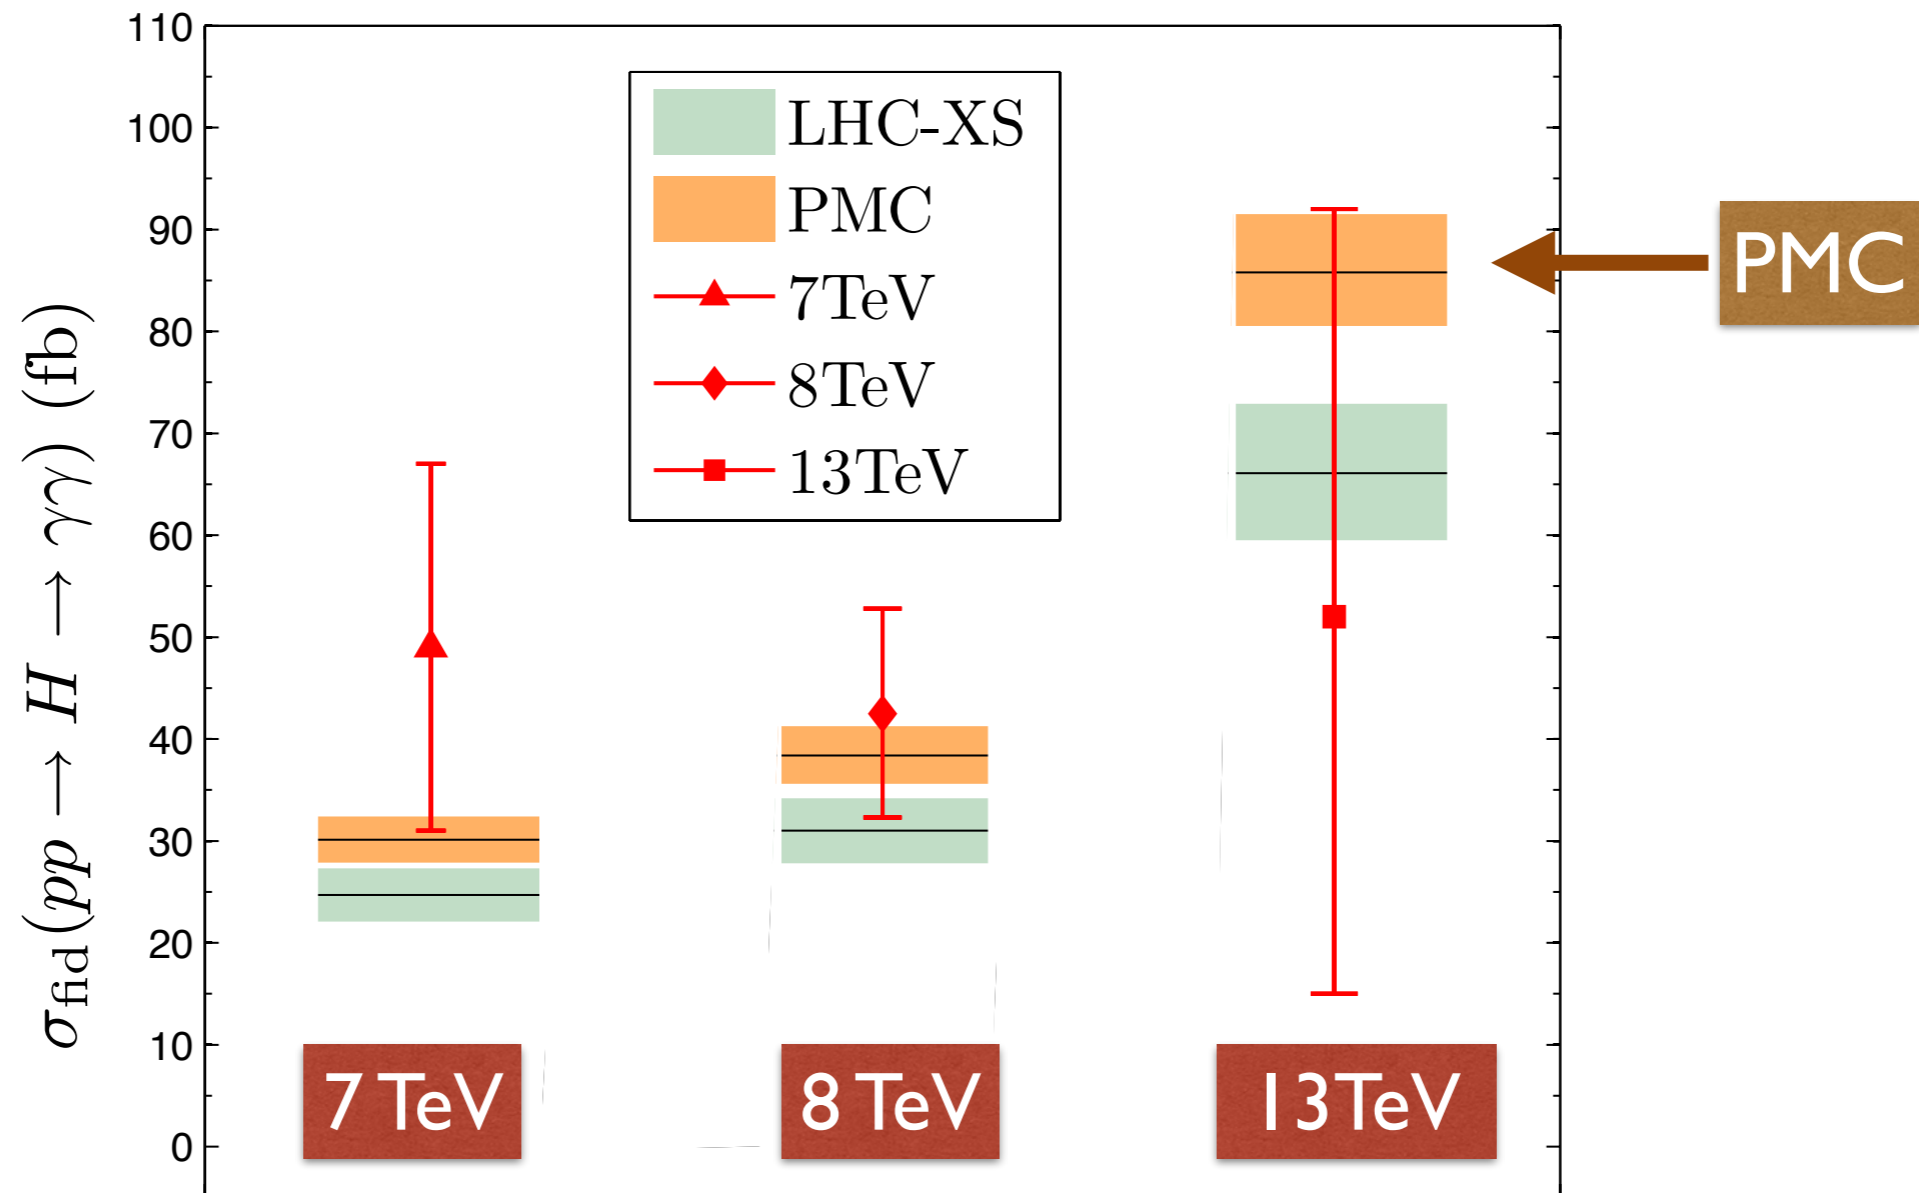 110
100
90
80
70
60
50
40
30
20
10
0
σfid(pp → H → γγ) (fb)
LHC-XS
PMC
7TeV
8TeV
13TeV
PMC
7 TeV
8 TeV
13TeV